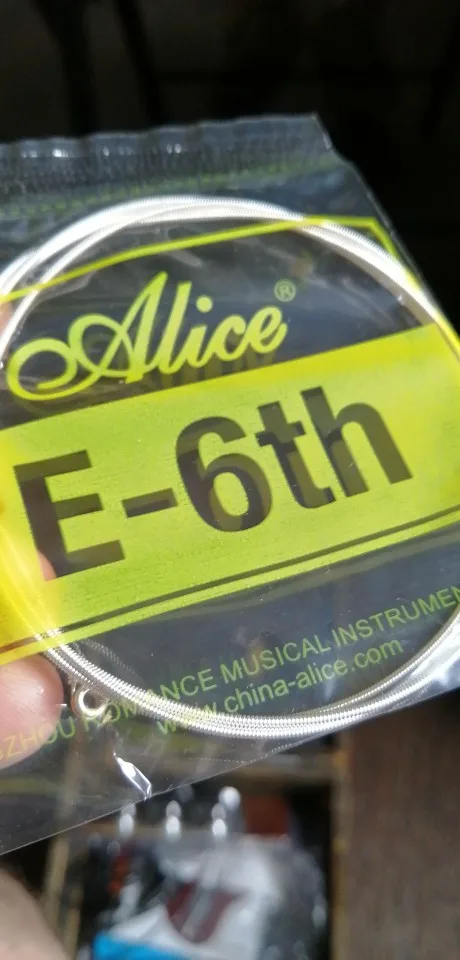 Alice®
E-6th
ZHOU ROMANCE MUSICAL INSTRUMEN
www.china-alice.com